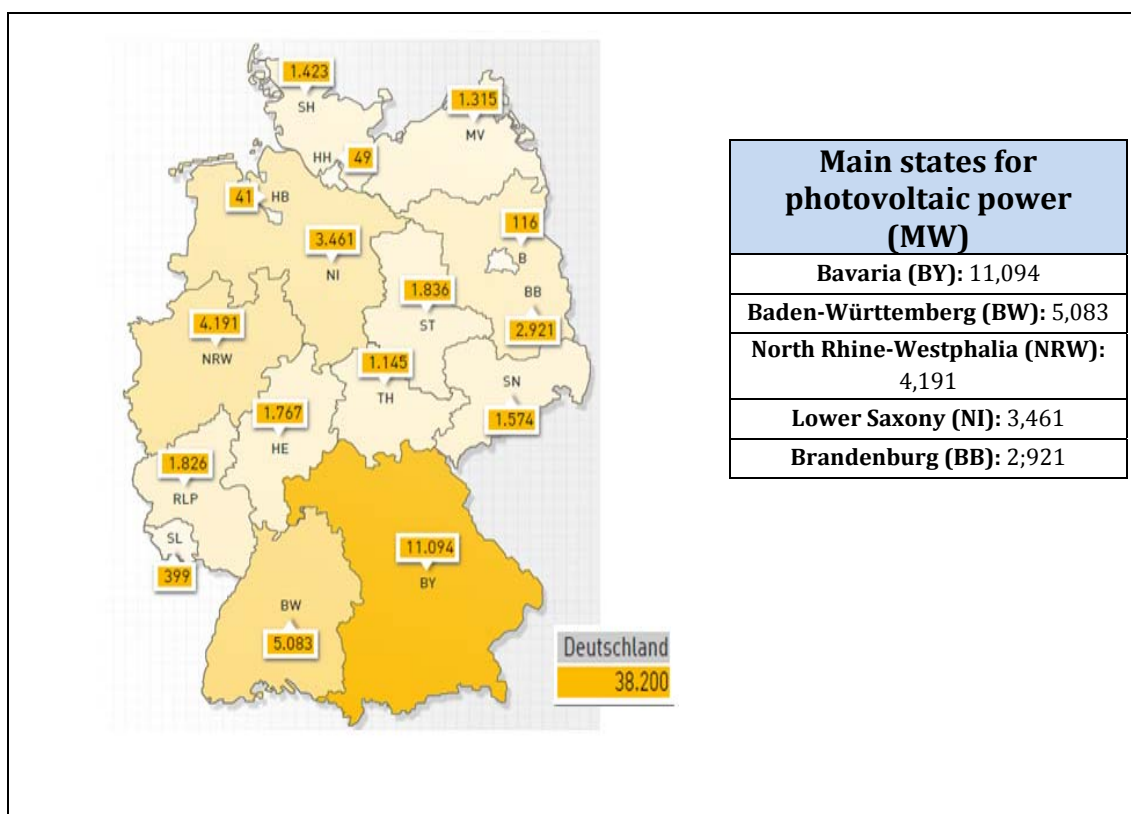 1.423
SH
1.315
MV
HH
49
41
HB
116
B
3.461
NI
1.836
ST
BB
2.921
4.191
NRW
1.145
TH
SN
1.574
1.767
HE
1.826
RLP
SL
399
11.094
BY
BW
5.083
Deutschland
38.200
Main states for
photovoltaic power
(MW)
Bavaria (BY): 11,094
Baden-Württemberg (BW): 5,083
North Rhine-Westphalia (NRW):
4,191
Lower Saxony (NI): 3,461
Brandenburg (BB): 2;921